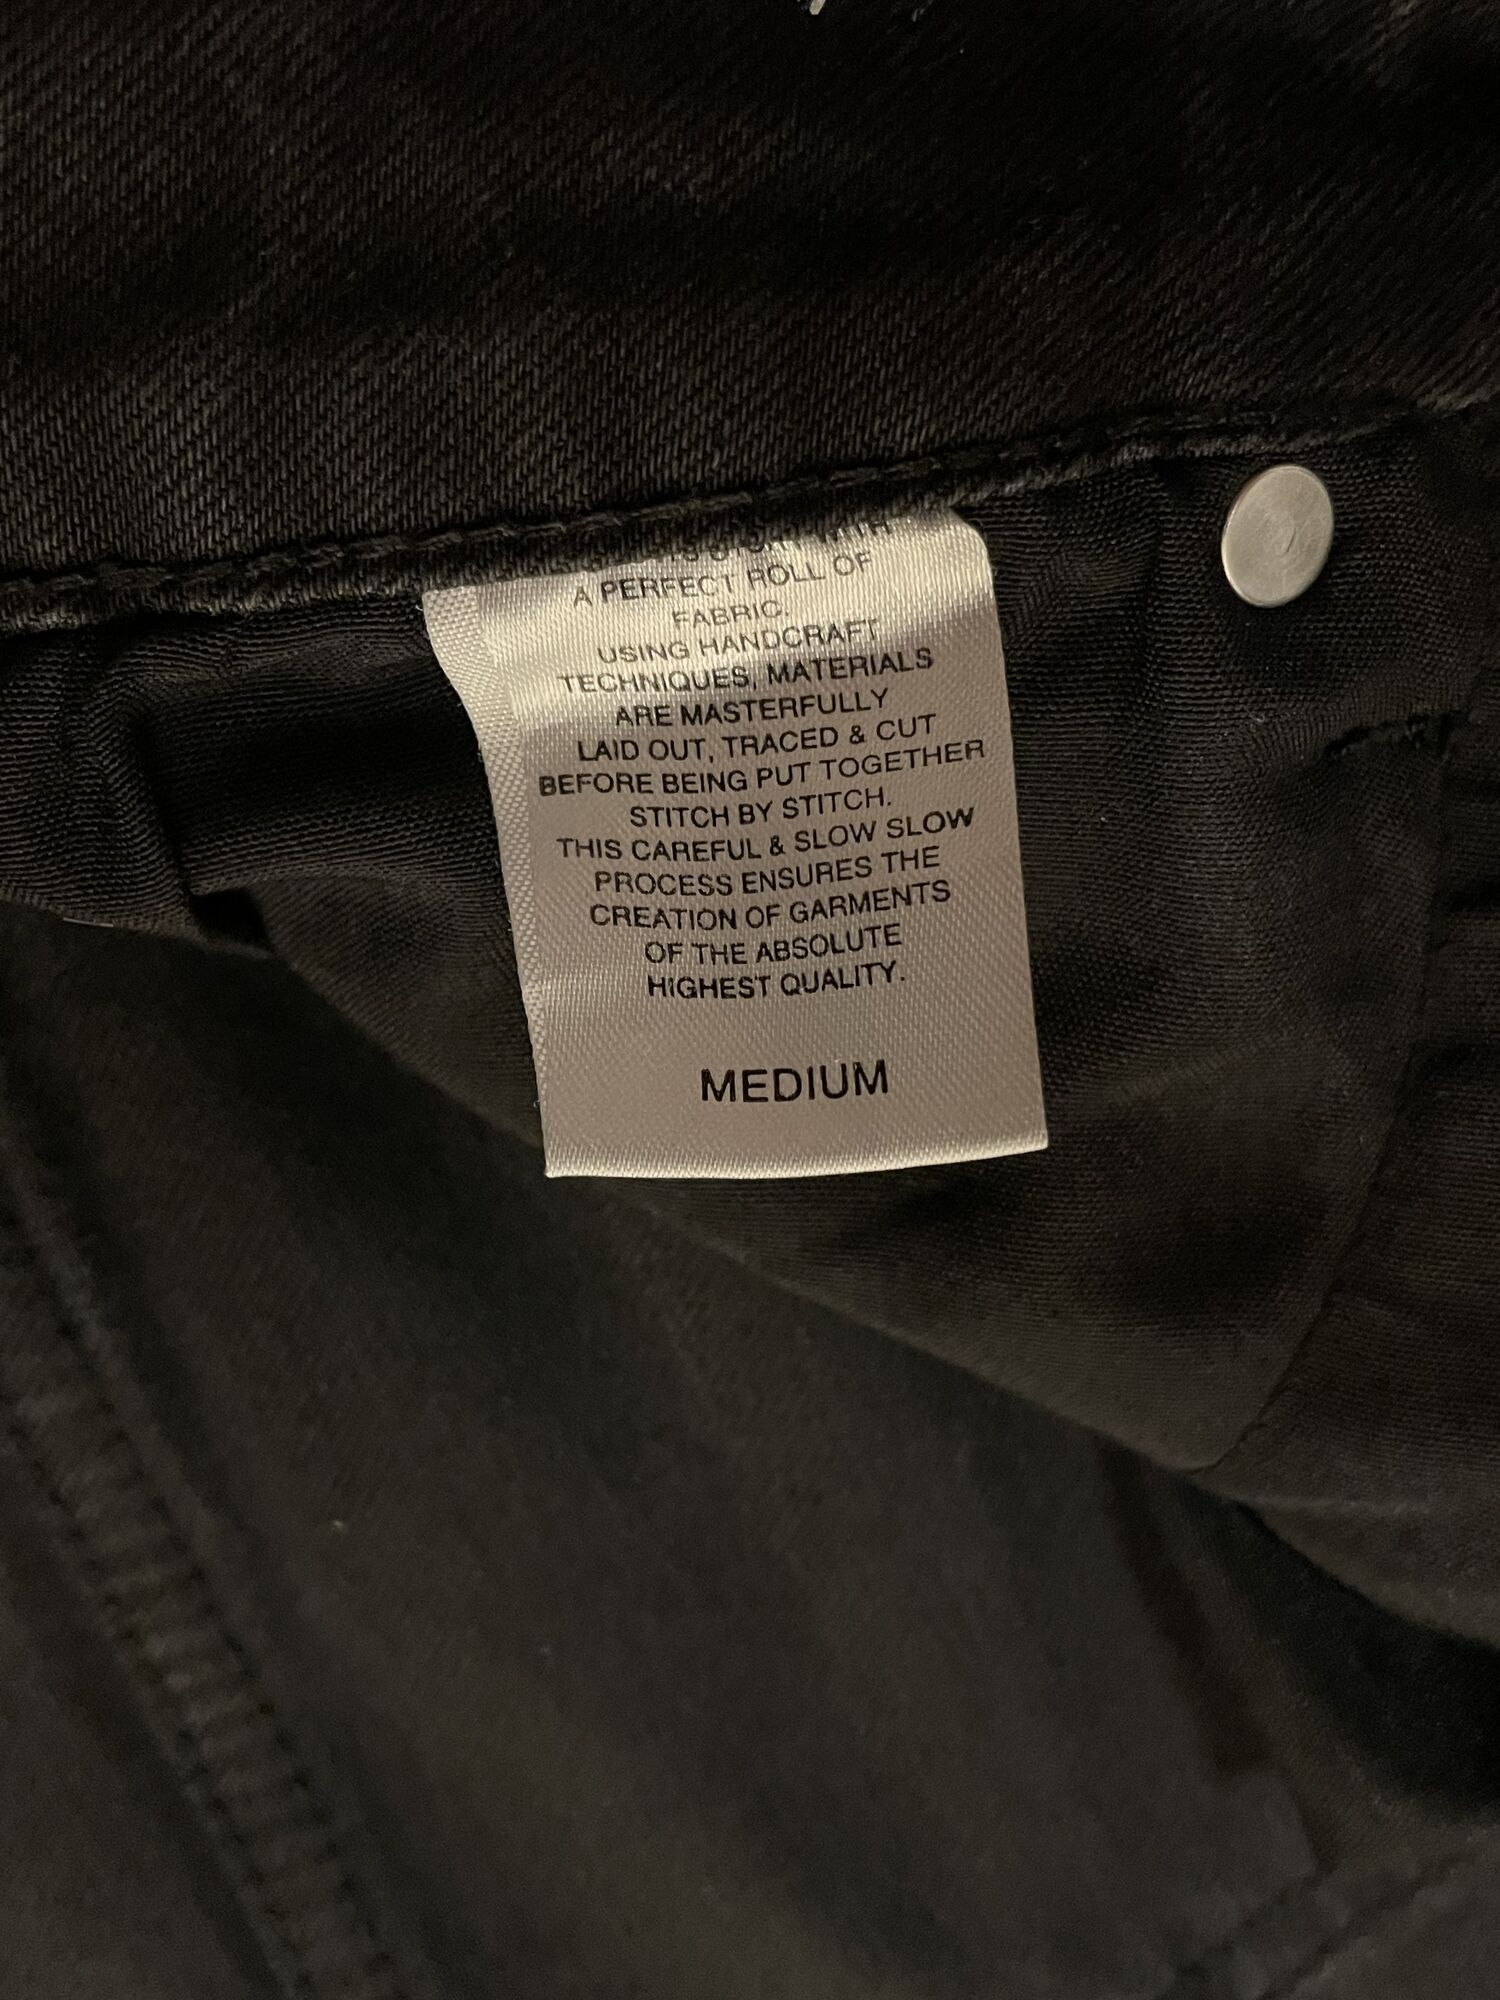 WITH
A PERFECT ROLL OF
FABRIC.
USING HANDCRAFT
TECHNIQUES, MATERIALS
ARE MASTERFULLY
LAID OUT, TRACED & CUT
BEFORE BEING PUT TOGETHER
STITCH BY STITCH.
THIS CAREFUL & SLOW SLOW
PROCESS ENSURES THE
CREATION OF GARMENTS
OF THE ABSOLUTE
HIGHEST QUALITY.
MEDIUM